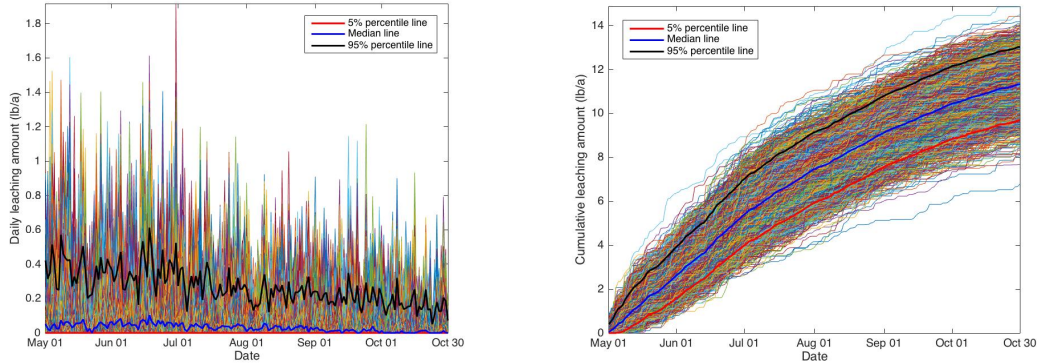 Daily leaching amount (lb/a)
1.8
1.6
1.4
1.2
1
0.8
0.6
0.4
0.2
0
May 01 Jun 01 Jul 01 Aug 01 Sep 01 Oct 01 Oct 30
Date
5% percentile line
Median line
95% percentile line
Cumulative leaching amount (lb/a)
14
12
10
8
6
4
2
0
May 01 Jun 01 Jul 01 Aug 01 Sep 01 Oct 01 Oct 30
Date
5% percentile line
Median line
95% percentile line